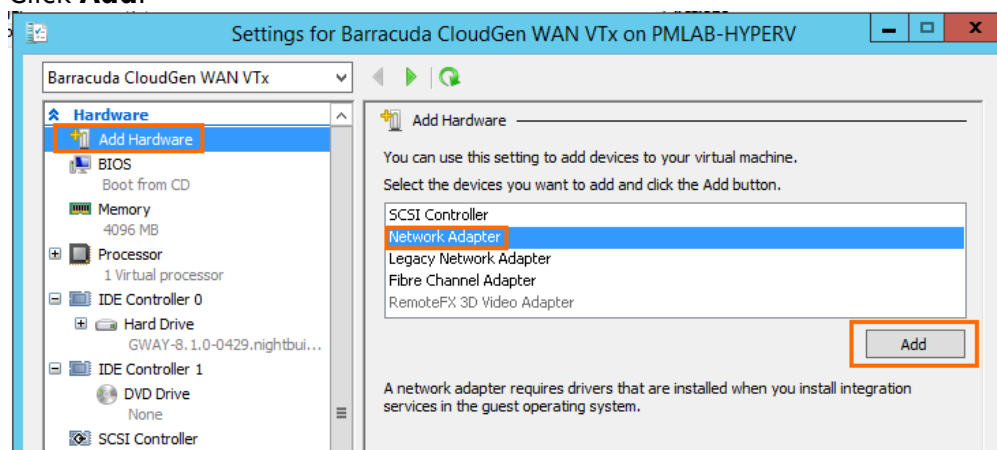 Click Add.
Settings for Barracuda CloudGen WAN VTx on PMLAB-HYPERV
Barracuda CloudGen WAN VTx
Hardware
Add Hardware
BIOS
Boot from CD
Memory
4096 MB
Processor
1 Virtual processor
IDE Controller 0
Hard Drive
GWAY-8.1.0-0429.nightbui...
IDE Controller 1
DVD Drive
None
SCSI Controller
Add Hardware
You can use this setting to add devices to your virtual machine.
Select the devices you want to add and click the Add button.
SCSI Controller
Network Adapter
Legacy Network Adapter
Fibre Channel Adapter
RemoteFX 3D Video Adapter
Add
A network adapter requires drivers that are installed when you install integration
services in the guest operating system.